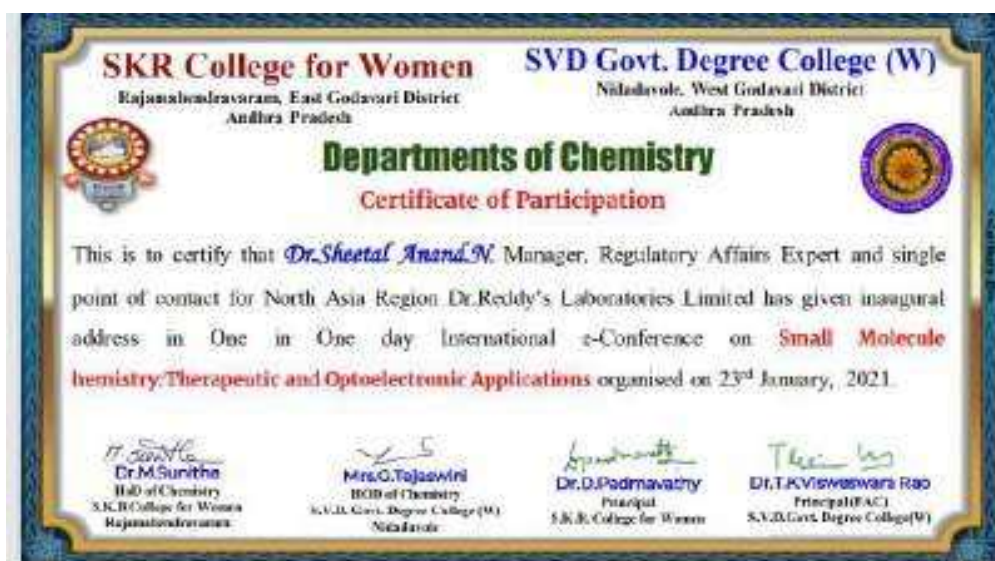 SKR College for Women
Rajamahendravaram, East Godavari District
Andhra Pradesh
SVD Govt. Degree College (W)
Nidadavole, West Godavari District
Andhra Pradesh
Departments of Chemistry
Certificate of Participation
This is to certify that Dr.Sheetal Anand.N. Manager, Regulatory Affairs Expert and single
point of contact for North Asia Region Dr.Reddy's Laboratories Limited has given inaugural
address in One in One day International e-Conference on Small Molecule
hemistry:Therapeutic and Optoelectronic Applications organised on 23rd January, 2021.
Dr.M.Sunitha
HoD of Chemistry
S.K.R College for Women
Rajamahendravaram
Mrs.G.Tejaswini
HOD of Chemistry
S.V.D. Govt. Degree College (W)
Nidadavole
Dr.D.Padmavathy
Principal
S.K.R. College for Women
Dr.T.K.Visweswara Rao
Principal(FAC)
S.V.D.Govt. Degree College(W)